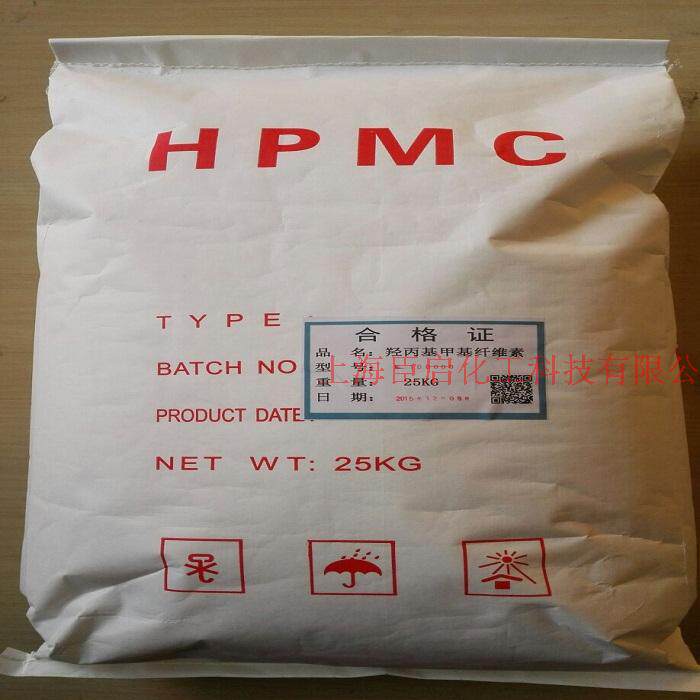 HPMC
TYPE :
合格证
品 名：羟丙基甲基纤维素
BATCH NO
型 号：
上海臣启化工科技有限公
重 量： 25KG
PRODUCT DATE:
日 期：
NET WT: 25KG